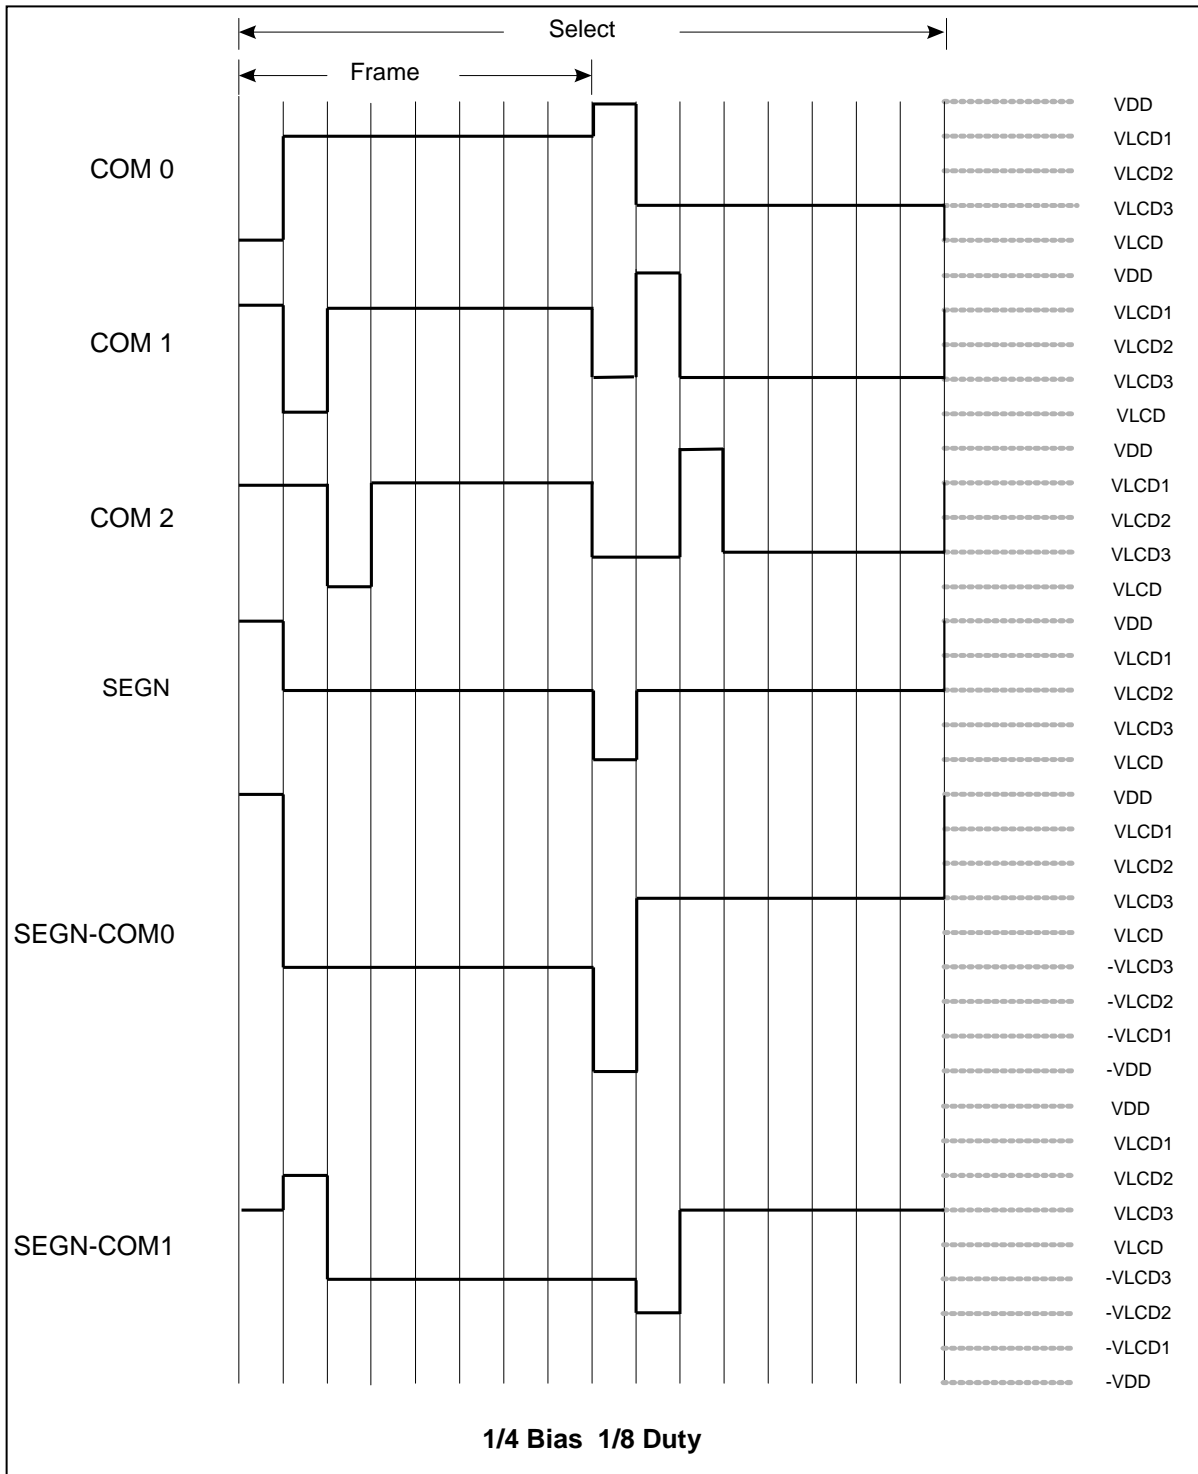 Select
Frame
COM 0
VDD
VLCD1
VLCD2
VLCD3
VLCD
COM 1
VDD
VLCD1
VLCD2
VLCD3
VLCD
COM 2
VDD
VLCD1
VLCD2
VLCD3
VLCD
SEGN
VDD
VLCD1
VLCD2
VLCD3
VLCD
SEGN-COM0
VDD
VLCD1
VLCD2
VLCD3
VLCD
-VLCD3
-VLCD2
-VLCD1
-VDD
SEGN-COM1
VDD
VLCD1
VLCD2
VLCD3
VLCD
-VLCD3
-VLCD2
-VLCD1
-VDD
1/4 Bias 1/8 Duty